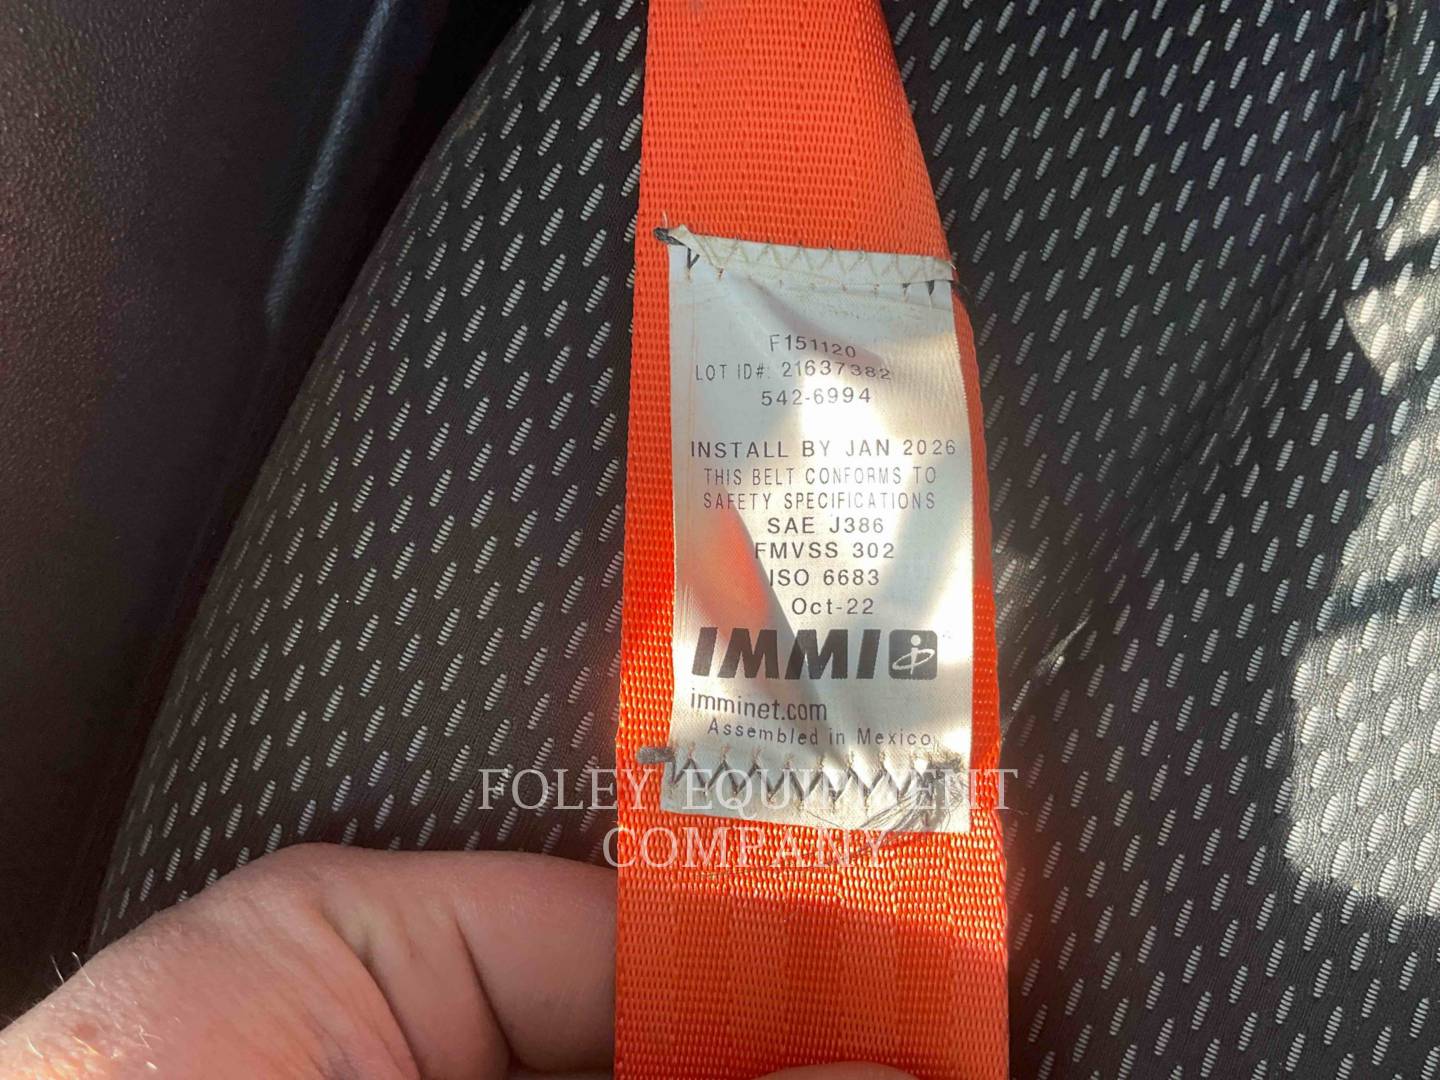 F151120
LOT ID#: 21637382
542-6994
INSTALL BY JAN 2026
THIS BELT CONFORMS TO
SAFETY SPECIFICATIONS
SAE J386
FMVSS 302
ISO 6683
Oct-22
IMMI
imminet.com
Assembled in Mexico
FOLEY EQUIPMENT
COMPANY